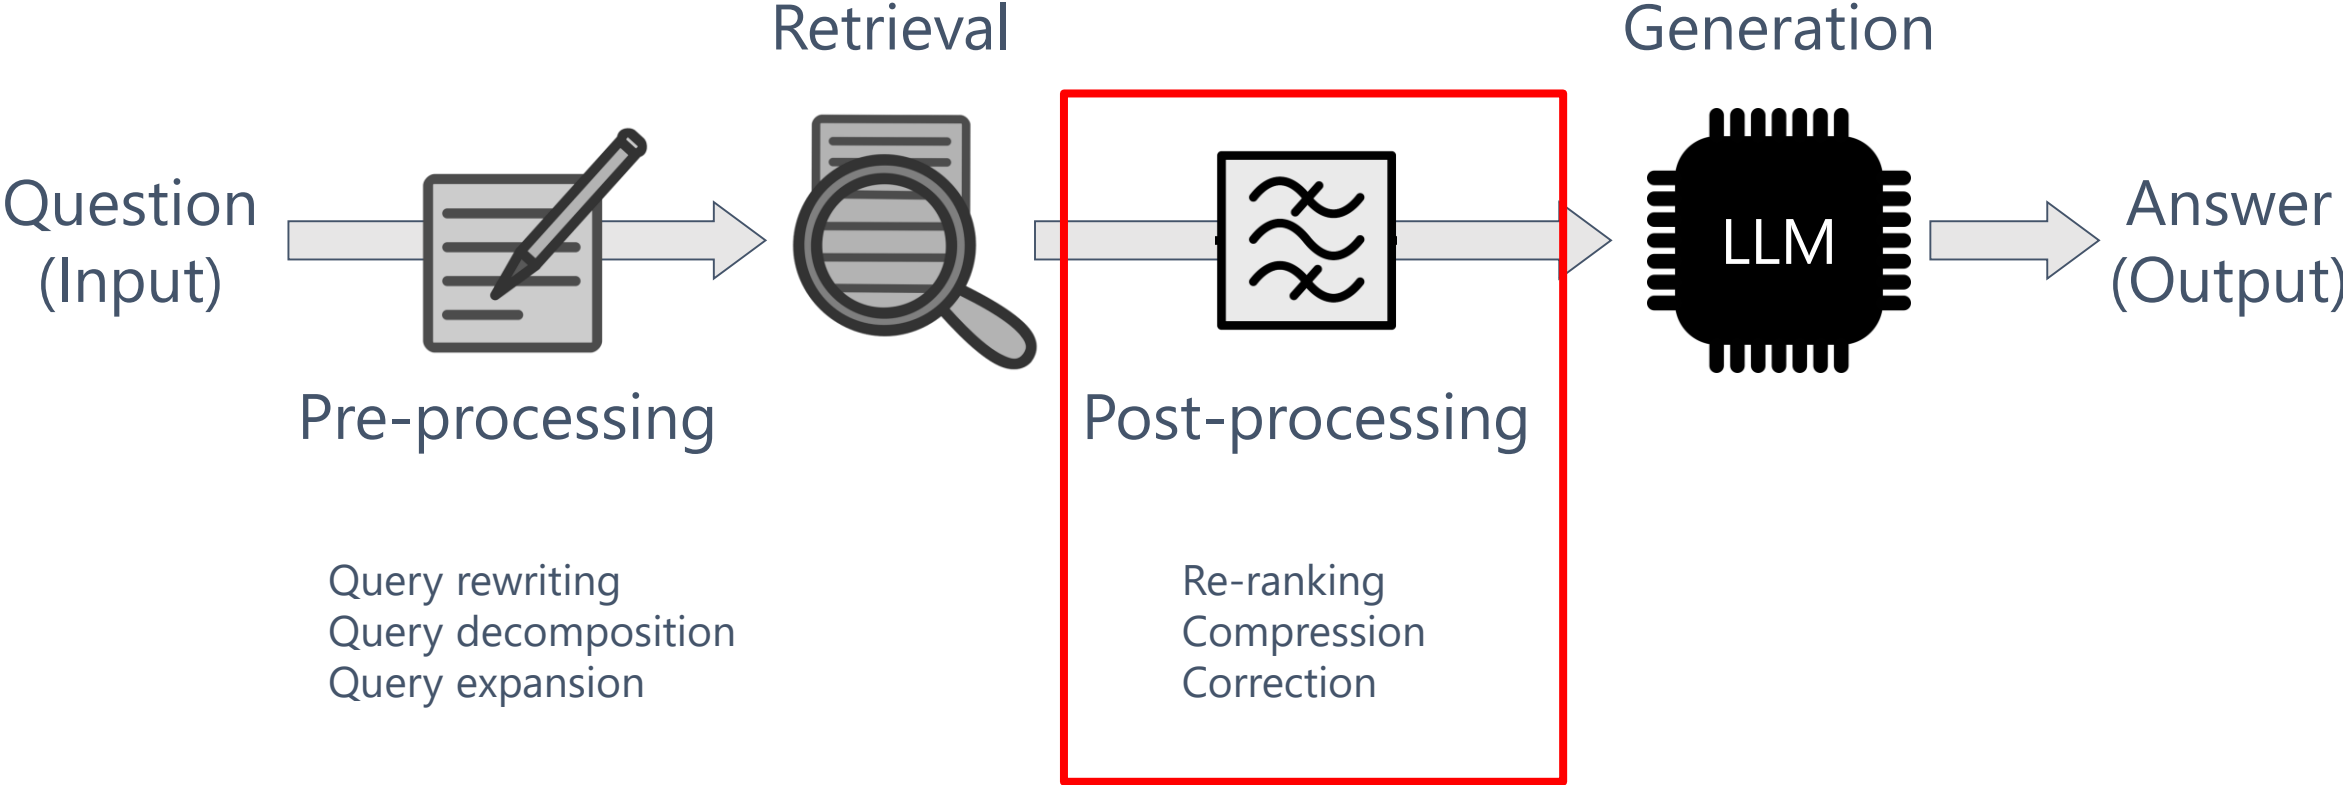 Retrieval
Generation
Question
(Input)
LLM
Answer
(Output)
Pre-processing
Post-processing
Query rewriting
Query decomposition
Query expansion
Re-ranking
Compression
Correction